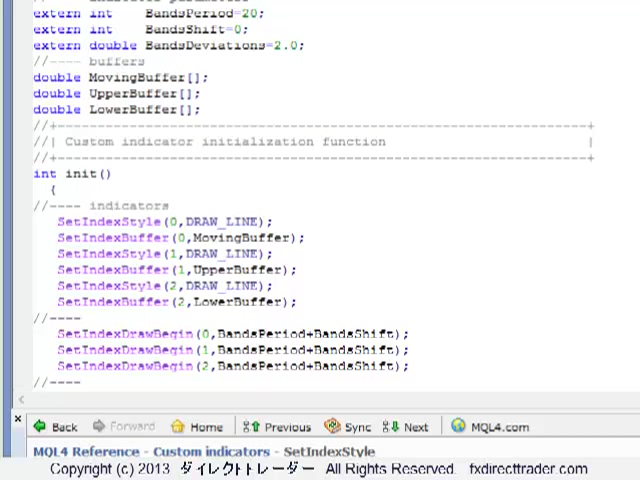 extern int    BandsPeriod=20;
extern int    BandsShift=0;
extern double BandsDeviations=2.0;
//---- buffers
double MovingBuffer[];
double UpperBuffer[];
double LowerBuffer[];
//+------------------------------------------------------------------+
//| Custom indicator initialization function                         |
//+------------------------------------------------------------------+
int init()
  {
//---- indicators
   SetIndexStyle(0,DRAW_LINE);
   SetIndexBuffer(0,MovingBuffer);
   SetIndexStyle(1,DRAW_LINE);
   SetIndexBuffer(1,UpperBuffer);
   SetIndexStyle(2,DRAW_LINE);
   SetIndexBuffer(2,LowerBuffer);
//----
   SetIndexDrawBegin(0,BandsPeriod+BandsShift);
   SetIndexDrawBegin(1,BandsPeriod+BandsShift);
   SetIndexDrawBegin(2,BandsPeriod+BandsShift);
//----
Back Forward Home Previous Sync Next MQL4.com
MQL4 Reference - Custom indicators - SetIndexStyle
Copyright (c) 2013 ダイレクトトレーダー All Rights Reserved. fxdirecttrader.com